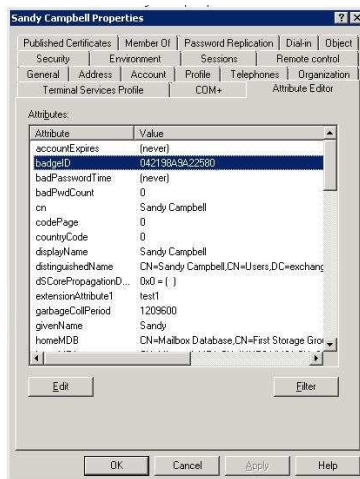 Sandy Campbell Properties
Published Certificates Member Of Password Replication Dial-in Object
Security Environment Sessions Remote control
General Address Account Profile Telephones Organization
Terminal Services Profile COM+ Attribute Editor
Attributes:
Attribute Value
accountExpires (never)
badgeID 042198A9A22580
badPasswordTime (never)
badPwdCount 0
cn Sandy Campbell
codePage 0
countryCode 0
displayName Sandy Campbell
distinguishedName CN=Sandy Campbell,CN=Users,DC=exchang
dSCorePropagationD... 0x0 = ( )
extensionAttribute1 test1
garbageCollPeriod 1209600
givenName Sandy
homeMDB CN=Mailbox Database,CN=First Storage Grou
Edit Filter
OK Cancel Apply Help